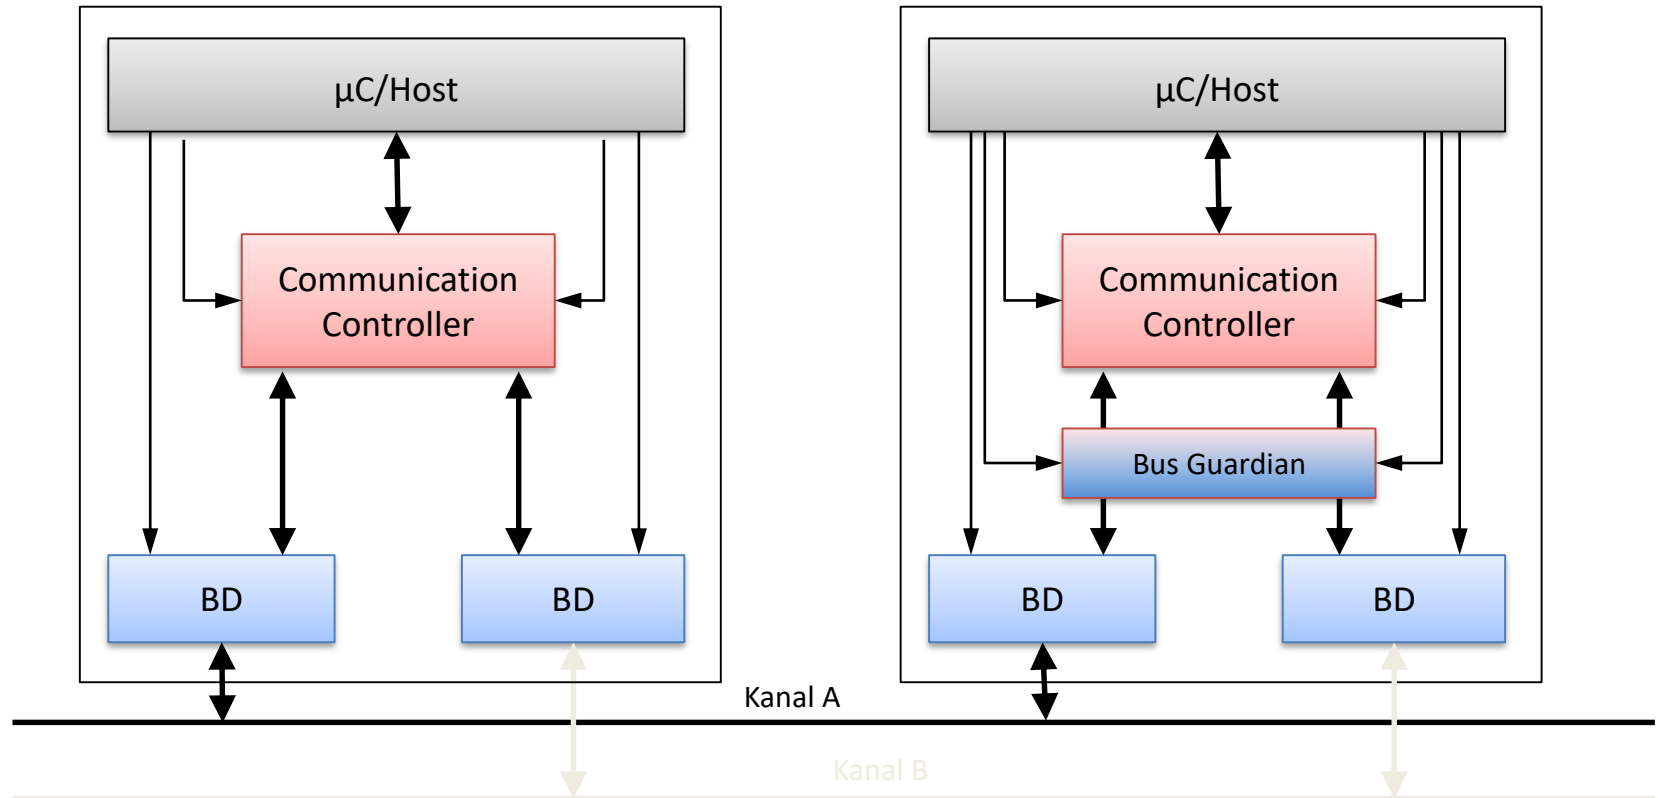 µC/Host
Communication
Controller
BD
BD
µC/Host
Communication
Controller
Bus Guardian
BD
BD
Kanal A
Kanal B